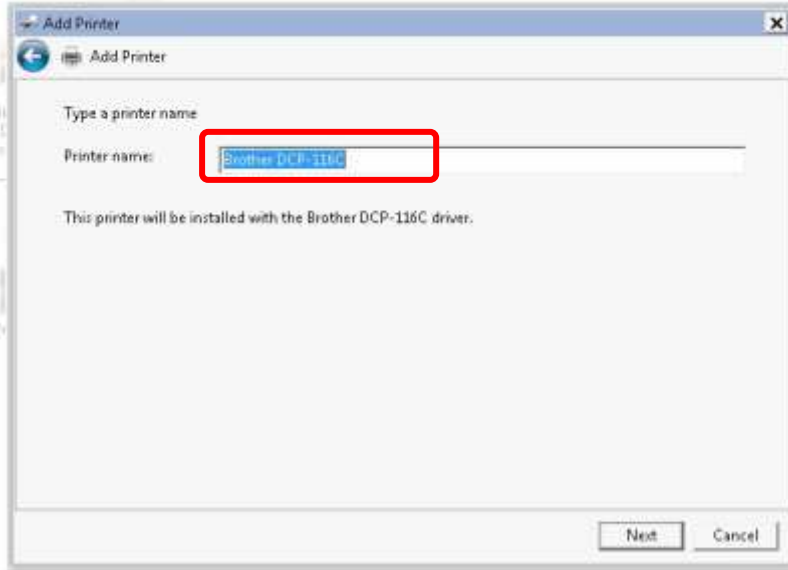 Add Printer
Add Printer
Type a printer name
Printer name: Brother DCP-116C
This printer will be installed with the Brother DCP-116C driver.
Next Cancel